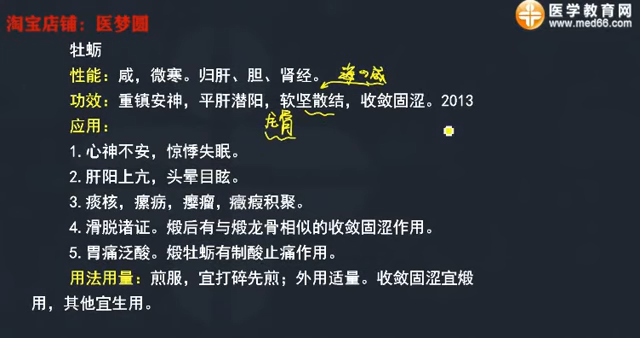 淘宝店铺：医梦圆
医学教育网
www.med66.com
牡蛎
性能：咸，微寒。归肝、胆、肾经。
海の咸
功效：重镇安神，平肝潜阳，软坚散结，收敛固涩。2013
应用：
龙骨
1.心神不安，惊悸失眠。
2.肝阳上亢，头晕目眩。
3.痰核，瘰疬，瘿瘤，癥瘕积聚。
4.滑脱诸证。煅后有与煅龙骨相似的收敛固涩作用。
5.胃痛泛酸。煅牡蛎有制酸止痛作用。
用法用量：煎服，宜打碎先煎；外用适量。收敛固涩宜煅
用，其他宜生用。